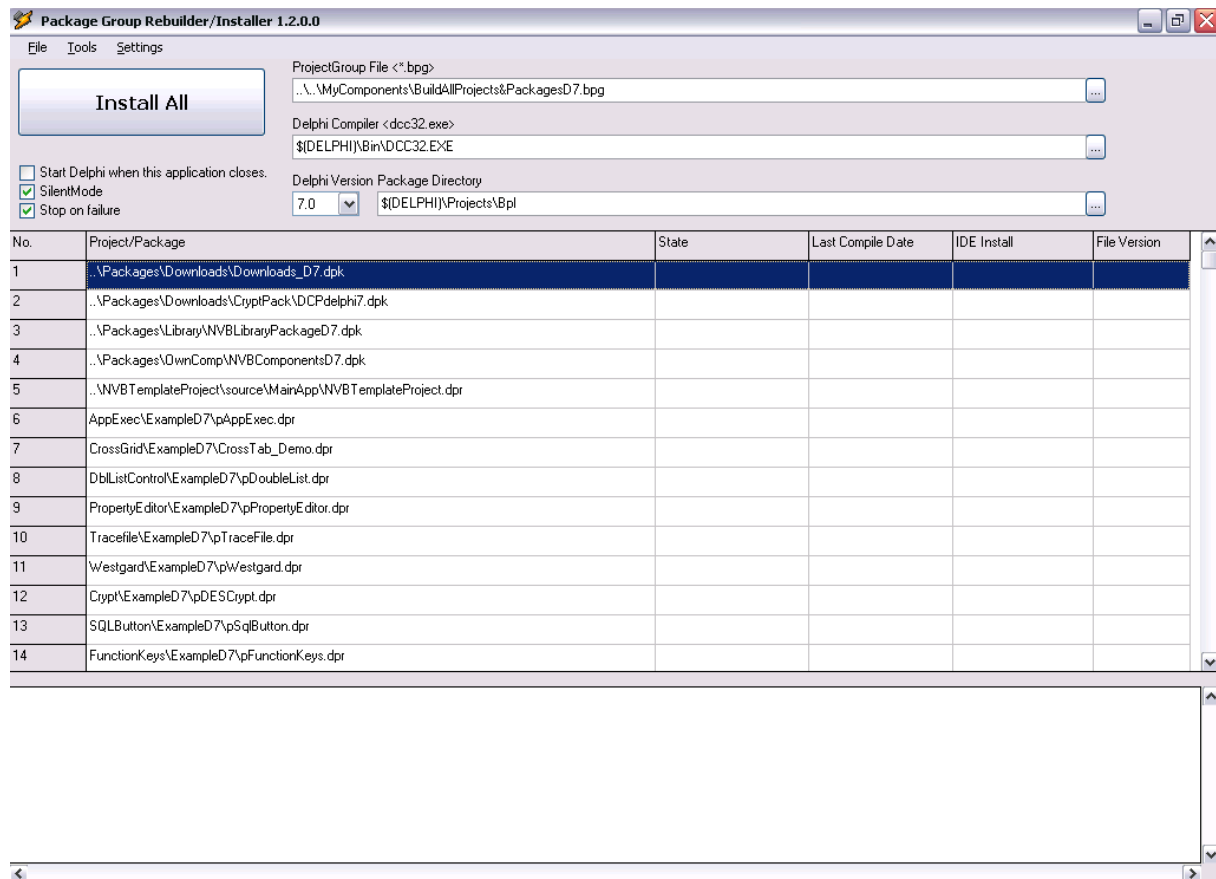 Package Group Rebuilder/Installer 1.2.0.0
File Tools Settings
Install All
ProjectGroup File <*.bpg>
..\..\MyComponents\BuildAllProjects&PackagesD7.bpg
...
Delphi Compiler <dcc32.exe>
$(DELPHI)\Bin\DCC32.EXE
...
Start Delphi when this application closes.
SilentMode
Stop on failure
Delphi Version Package Directory
7.0 $(DELPHI)\Projects\Bpl
...
No. Project/Package State Last Compile Date IDE Install File Version
1 ..\Packages\Downloads\Downloads_D7.dpk
2 ..\Packages\Downloads\CryptPack\DCPdelphi7.dpk
3 ..\Packages\Library\NVBLibraryPackageD7.dpk
4 ..\Packages\OwnComp\NVBComponentsD7.dpk
5 ..\NVBTemplateProject\source\MainApp\NVBTemplateProject.dpr
6 AppExec\ExampleD7\pAppExec.dpr
7 CrossGrid\ExampleD7\CrossTab_Demo.dpr
8 DblListControl\ExampleD7\pDoubleList.dpr
9 PropertyEditor\ExampleD7\pPropertyEditor.dpr
10 Tracefile\ExampleD7\pTraceFile.dpr
11 Westgard\ExampleD7\pWestgard.dpr
12 Crypt\ExampleD7\pDESCrypt.dpr
13 SQLButton\ExampleD7\pSqlButton.dpr
14 FunctionKeys\ExampleD7\pFunctionKeys.dpr